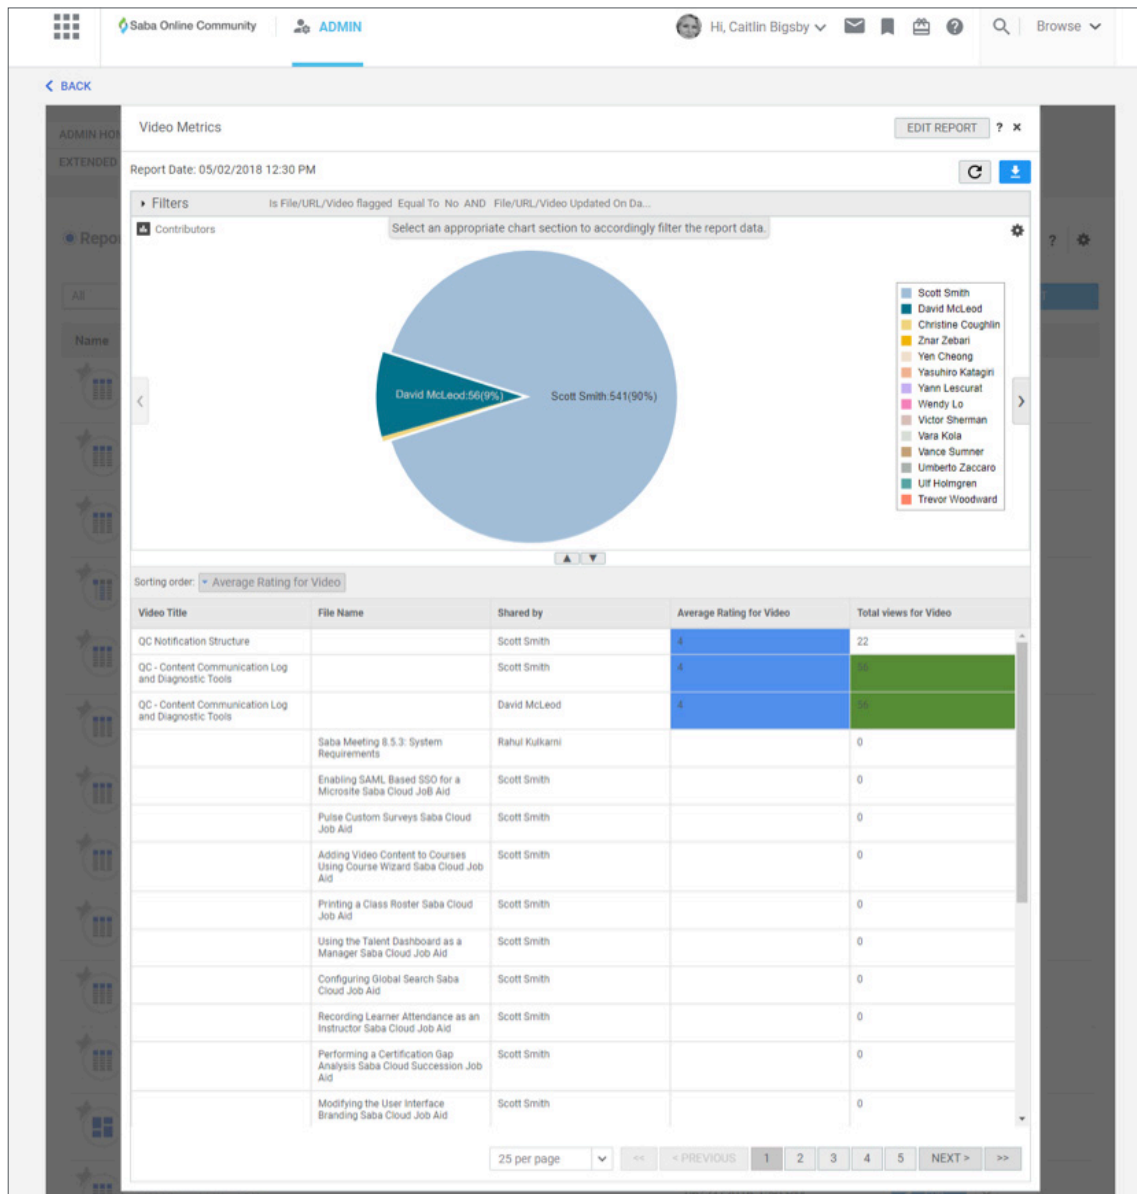 Saba Online Community
ADMIN
Hi, Caitlin Bigsby
Browse
BACK
ADMIN HO
EXTENDED
Repo
All
Name
Video Metrics
EDIT REPORT
?
×
Report Date: 05/02/2018 12:30 PM
Filters
Is File/URL/Video flagged Equal To No AND File/URL/Video Updated On Da...
Contributors
Select an appropriate chart section to accordingly filter the report data.
David McLeod:56(9%)
Scott Smith:541(90%)
Scott Smith
David McLeod
Christine Coughlin
Znar Zebari
Yen Cheong
Yasuhiro Katagiri
Yann Lescurat
Wendy Lo
Victor Sherman
Vara Kola
Vance Sumner
Umberto Zaccaro
Ulf Holmgren
Trevor Woodward
?
Sorting order: Average Rating for Video
Video Title File Name Shared by Average Rating for Video Total views for Video
QC Notification Structure Scott Smith 4 22
QC - Content Communication Log
and Diagnostic Tools Scott Smith 4 56
QC - Content Communication Log
and Diagnostic Tools David McLeod 4 56
Saba Meeting 8.5.3: System
Requirements Rahul Kulkarni 0
Enabling SAML Based SSO for a
Microsite Saba Cloud JoB Aid Scott Smith 0
Pulse Custom Surveys Saba Cloud
Job Aid Scott Smith 0
Adding Video Content to Courses
Using Course Wizard Saba Cloud Job
Aid Scott Smith 0
Printing a Class Roster Saba Cloud
Job Aid Scott Smith 0
Using the Talent Dashboard as a
Manager Saba Cloud Job Aid Scott Smith 0
Configuring Global Search Saba
Cloud Job Aid Scott Smith 0
Recording Learner Attendance as an
Instructor Saba Cloud Job Aid Scott Smith 0
Performing a Certification Gap
Analysis Saba Cloud Succession Job
Aid Scott Smith 0
Modifying the User Interface
Branding Saba Cloud Job Aid Scott Smith 0
25 per page << < PREVIOUS 1 2 3 4 5 NEXT > >>